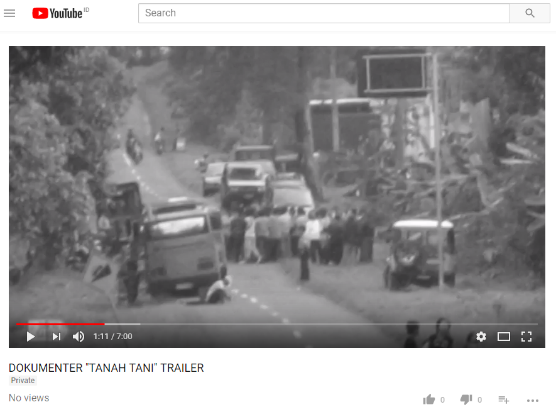 YouTube ID
Search
1:11 / 7:00
DOKUMENTER "TANAH TANI" TRAILER
Private
No views
0 0